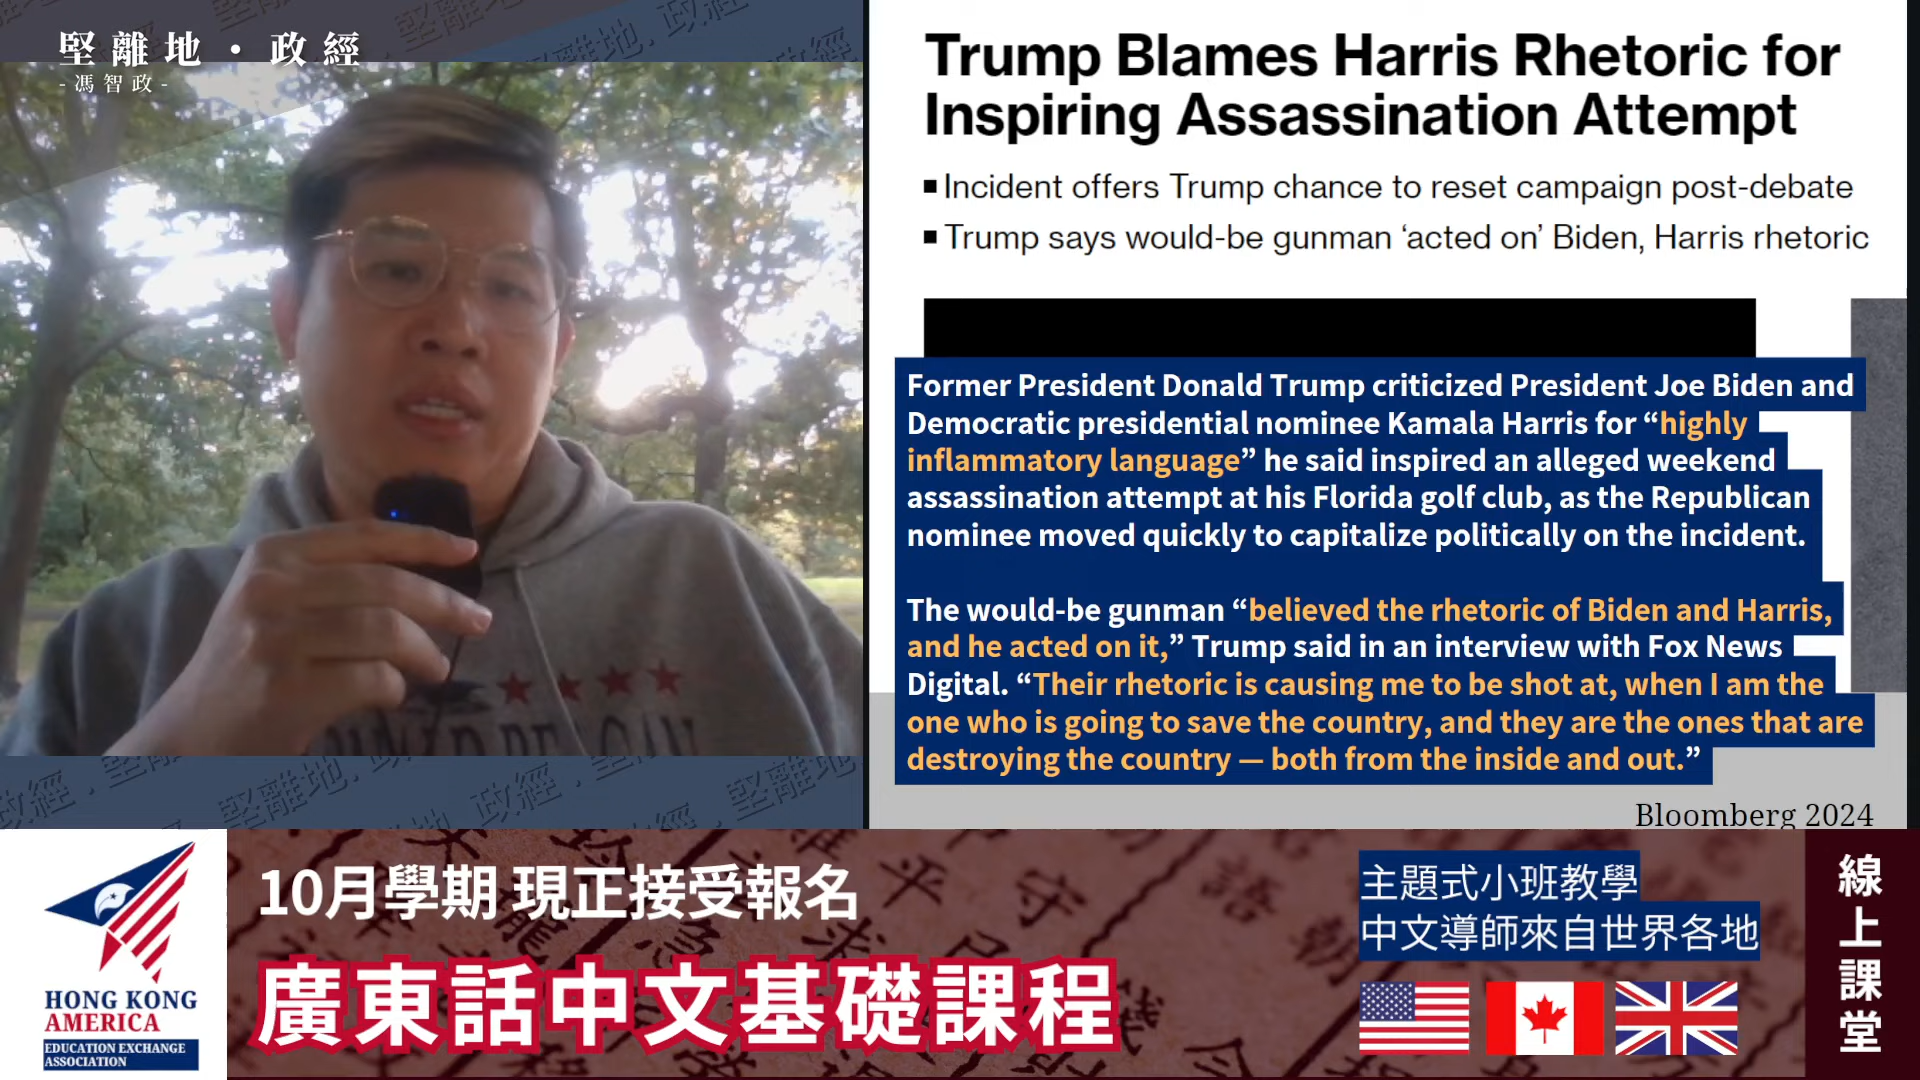 堅離地・政經
-馮智政-
Trump Blames Harris Rhetoric for
Inspiring Assassination Attempt
Incident offers Trump chance to reset campaign post-debate
Trump says would-be gunman ‘acted on’ Biden, Harris rhetoric
Former President Donald Trump criticized President Joe Biden and
Democratic presidential nominee Kamala Harris for “highly
inflammatory language” he said inspired an alleged weekend
assassination attempt at his Florida golf club, as the Republican
nominee moved quickly to capitalize politically on the incident.
The would-be gunman “believed the rhetoric of Biden and Harris,
and he acted on it,” Trump said in an interview with Fox News
Digital. “Their rhetoric is causing me to be shot at, when I am the
one who is going to save the country, and they are the ones that are
destroying the country — both from the inside and out.”
Bloomberg 2024
HONG KONG
AMERICA
EDUCATION EXCHANGE
ASSOCIATION
10月學期 現正接受報名
廣東話中文基礎課程
主題式小班教學
中文導師來自世界各地
線上課堂